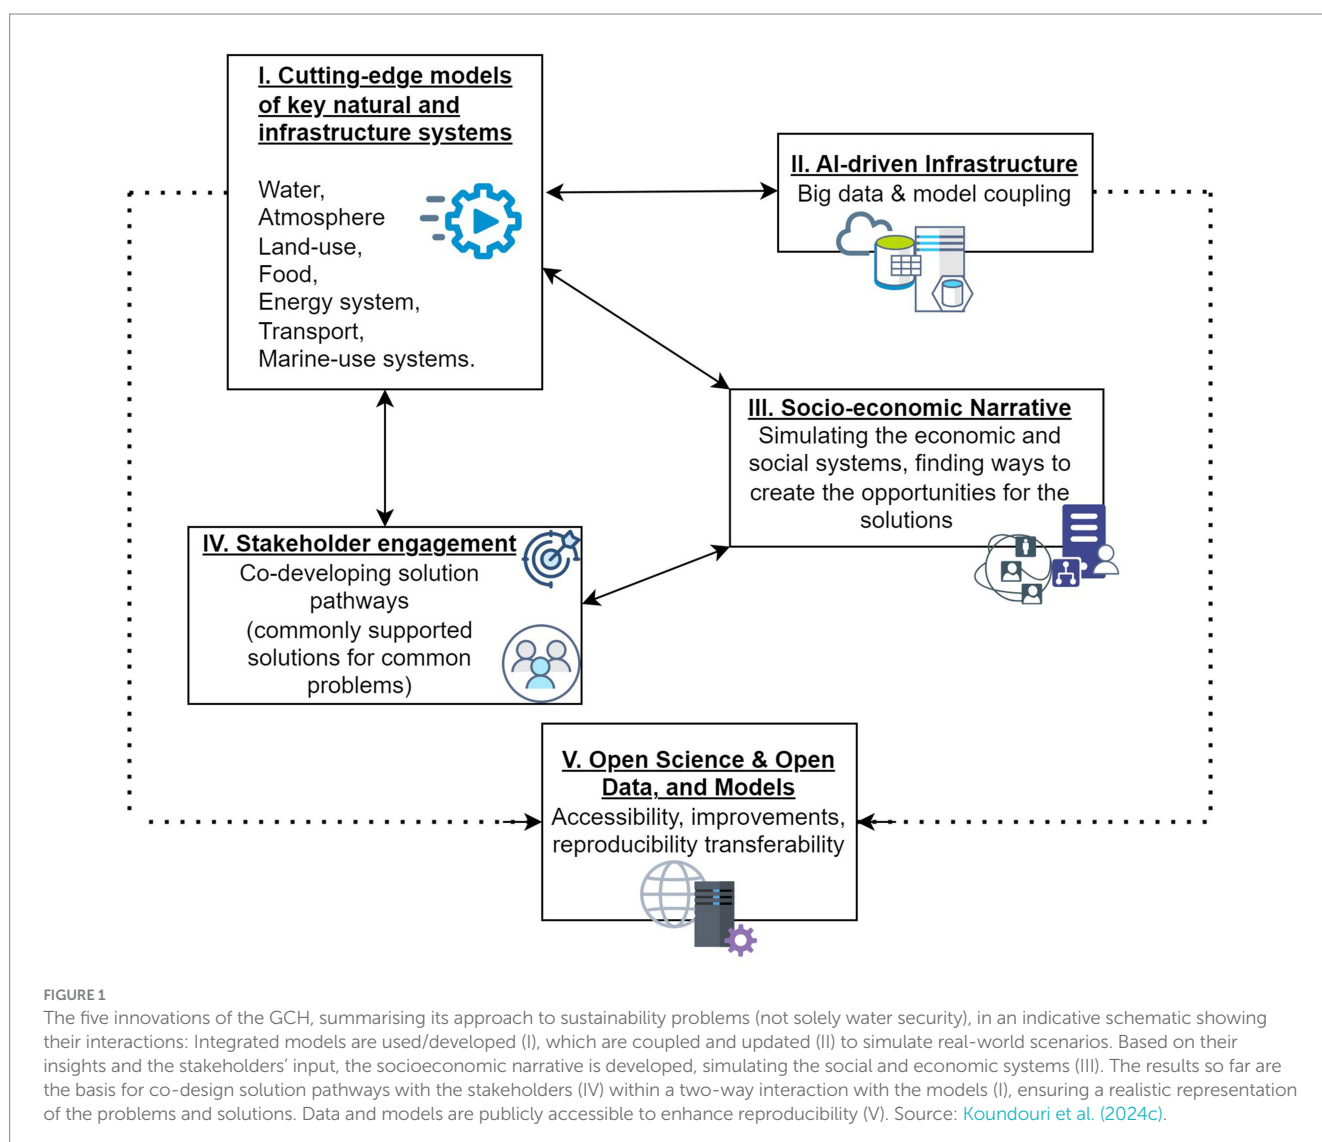 I. Cutting-edge models
of key natural and
infrastructure systems
Water,
Atmosphere
Land-use,
Food,
Energy system,
Transport,
Marine-use systems.
II. AI-driven Infrastructure
Big data & model coupling
III. Socio-economic Narrative
Simulating the economic and
social systems, finding ways to
create the opportunities for the
solutions
IV. Stakeholder engagement
Co-developing solution
pathways
(commonly supported
solutions for common
problems)
V. Open Science & Open
Data, and Models
Accessibility, improvements,
reproducibility transferability
FIGURE 1
The five innovations of the GCH, summarising its approach to sustainability problems (not solely water security), in an indicative schematic showing
their interactions: Integrated models are used/developed (I), which are coupled and updated (II) to simulate real-world scenarios. Based on their
insights and the stakeholders’ input, the socioeconomic narrative is developed, simulating the social and economic systems (III). The results so far are
the basis for co-design solution pathways with the stakeholders (IV) within a two-way interaction with the models (I), ensuring a realistic representation
of the problems and solutions. Data and models are publicly accessible to enhance reproducibility (V). Source: Koundouri et al. (2024c).